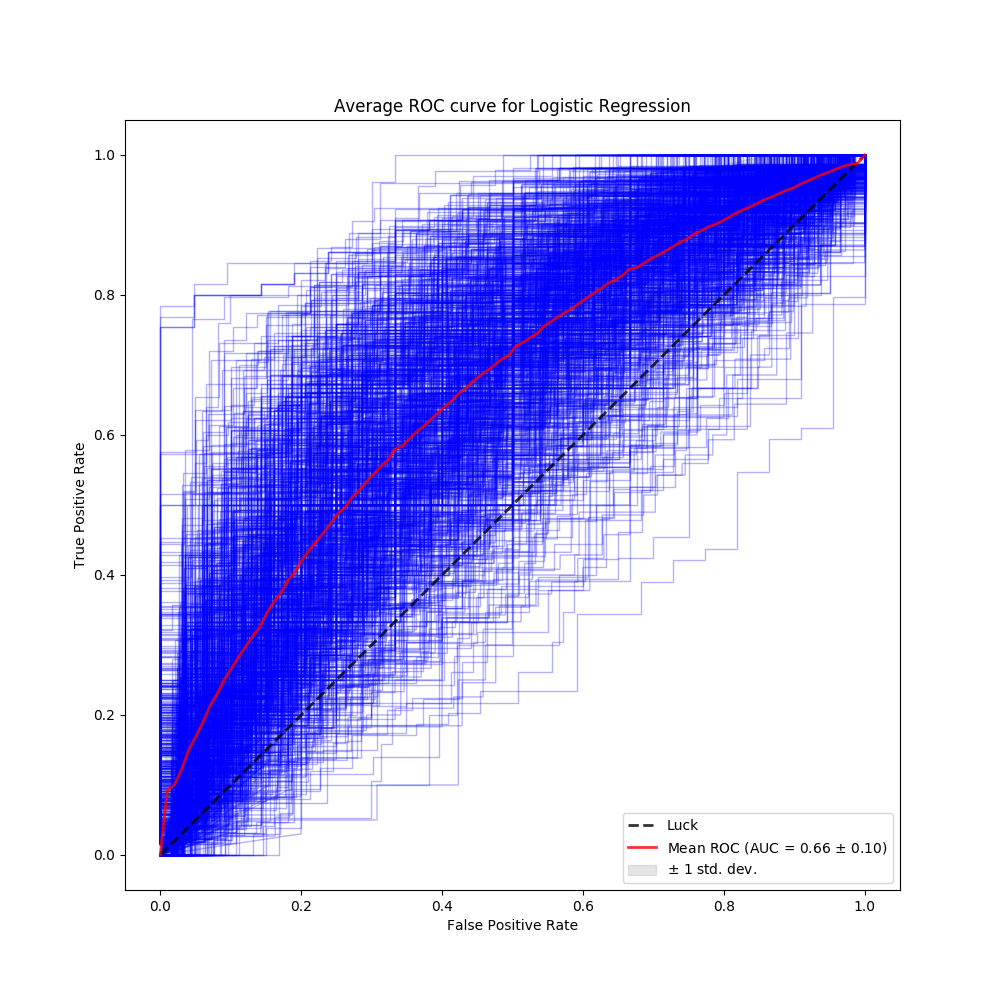 Average ROC curve for Logistic Regression
True Positive Rate
1.0
0.8
0.6
0.4
0.2
0.0
Luck
Mean ROC (AUC = 0.66 ± 0.10)
± 1 std. dev.
0.0 0.2 0.4 0.6 0.8 1.0
False Positive Rate